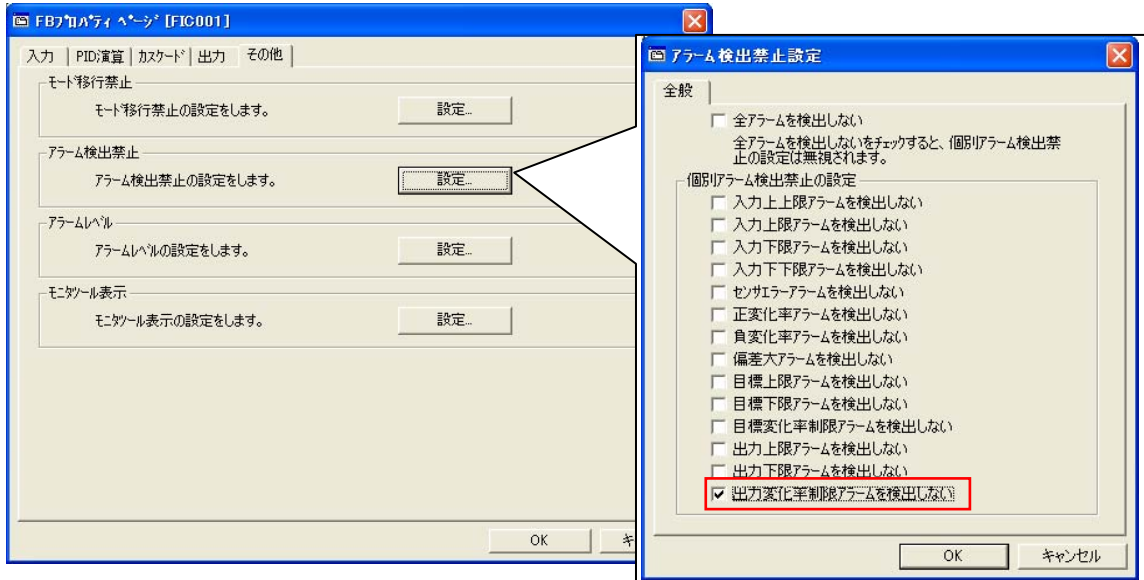 FBﾌﾟﾛﾊﾟﾃｨ ﾍﾟｰｼﾞ [FIC001]
入力 PID演算 ｶｽｹｰﾄﾞ 出力 その他
ﾓｰﾄﾞ移行禁止
ﾓｰﾄﾞ移行禁止の設定をします。 設定...
ｱﾗｰﾑ検出禁止
ｱﾗｰﾑ検出禁止の設定をします。 設定...
ｱﾗｰﾑﾚﾍﾞﾙ
ｱﾗｰﾑﾚﾍﾞﾙの設定をします。 設定...
ﾓﾆﾀﾂｰﾙ表示
ﾓﾆﾀﾂｰﾙ表示の設定をします。 設定...
OK キ
ｱﾗｰﾑ検出禁止設定
全般
全ｱﾗｰﾑを検出しない
全ｱﾗｰﾑを検出しないをﾁｪｯｸすると、個別ｱﾗｰﾑ検出禁
止の設定は無視されます。
個別ｱﾗｰﾑ検出禁止の設定
入力上上限ｱﾗｰﾑを検出しない
入力上限ｱﾗｰﾑを検出しない
入力下限ｱﾗｰﾑを検出しない
入力下下限ｱﾗｰﾑを検出しない
ｾﾝｻｴﾗｰｱﾗｰﾑを検出しない
正変化率ｱﾗｰﾑを検出しない
負変化率ｱﾗｰﾑを検出しない
偏差大ｱﾗｰﾑを検出しない
目標上限ｱﾗｰﾑを検出しない
目標下限ｱﾗｰﾑを検出しない
目標変化率制限ｱﾗｰﾑを検出しない
出力上限ｱﾗｰﾑを検出しない
出力下限ｱﾗｰﾑを検出しない
出力変化率制限ｱﾗｰﾑを検出しない
OK キャンセル